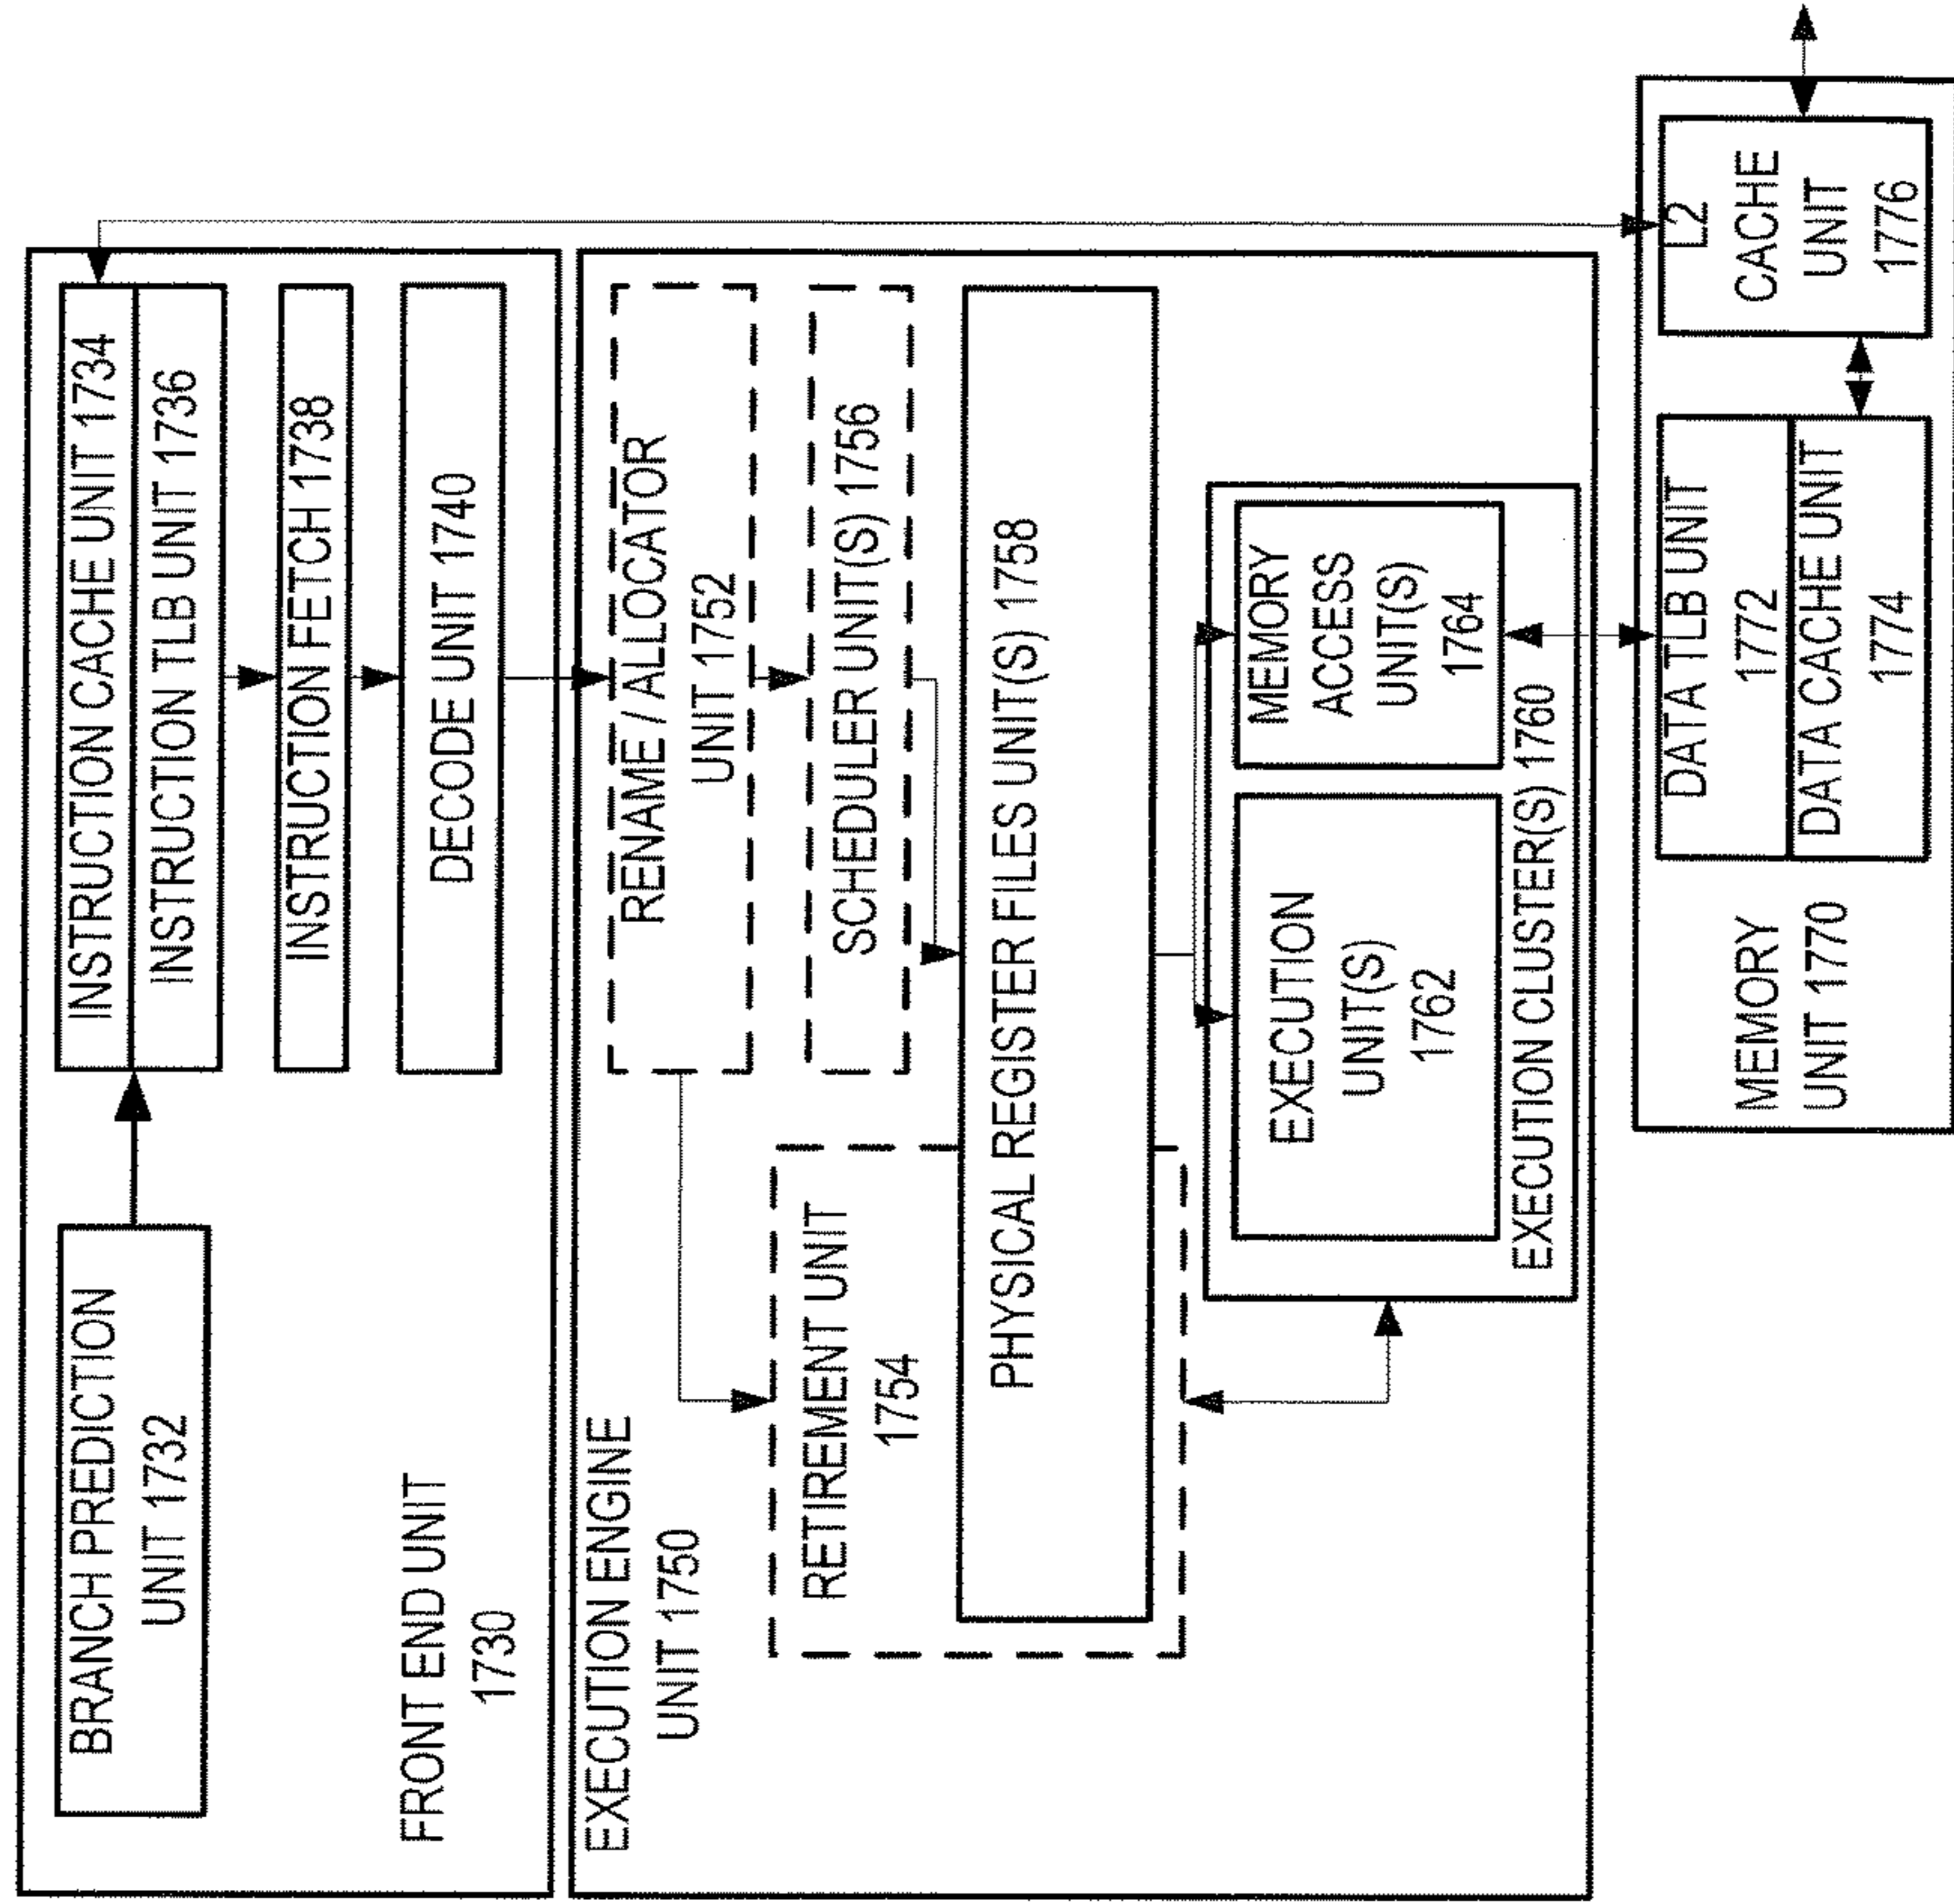 BRANCH PREDICTION
UNIT 1732
INSTRUCTION CACHE UNIT 1734
INSTRUCTION TLB UNIT 1736
INSTRUCTION FETCH 1738
DECODE UNIT 1740
FRONT END UNIT
1730
EXECUTION ENGINE
UNIT 1750
RENAME / ALLOCATOR
UNIT 1752
RETIREMENT UNIT
1754
SCHEDULER UNIT(S) 1756
PHYSICAL REGISTER FILES UNIT(S) 1758
EXECUTION
UNIT(S)
1762
MEMORY
ACCESS
UNIT(S)
1764
EXECUTION CLUSTER(S) 1760
MEMORY
UNIT 1770
DATA TLB UNIT
1772
DATA CACHE UNIT
1774
L2
CACHE
UNIT
1776